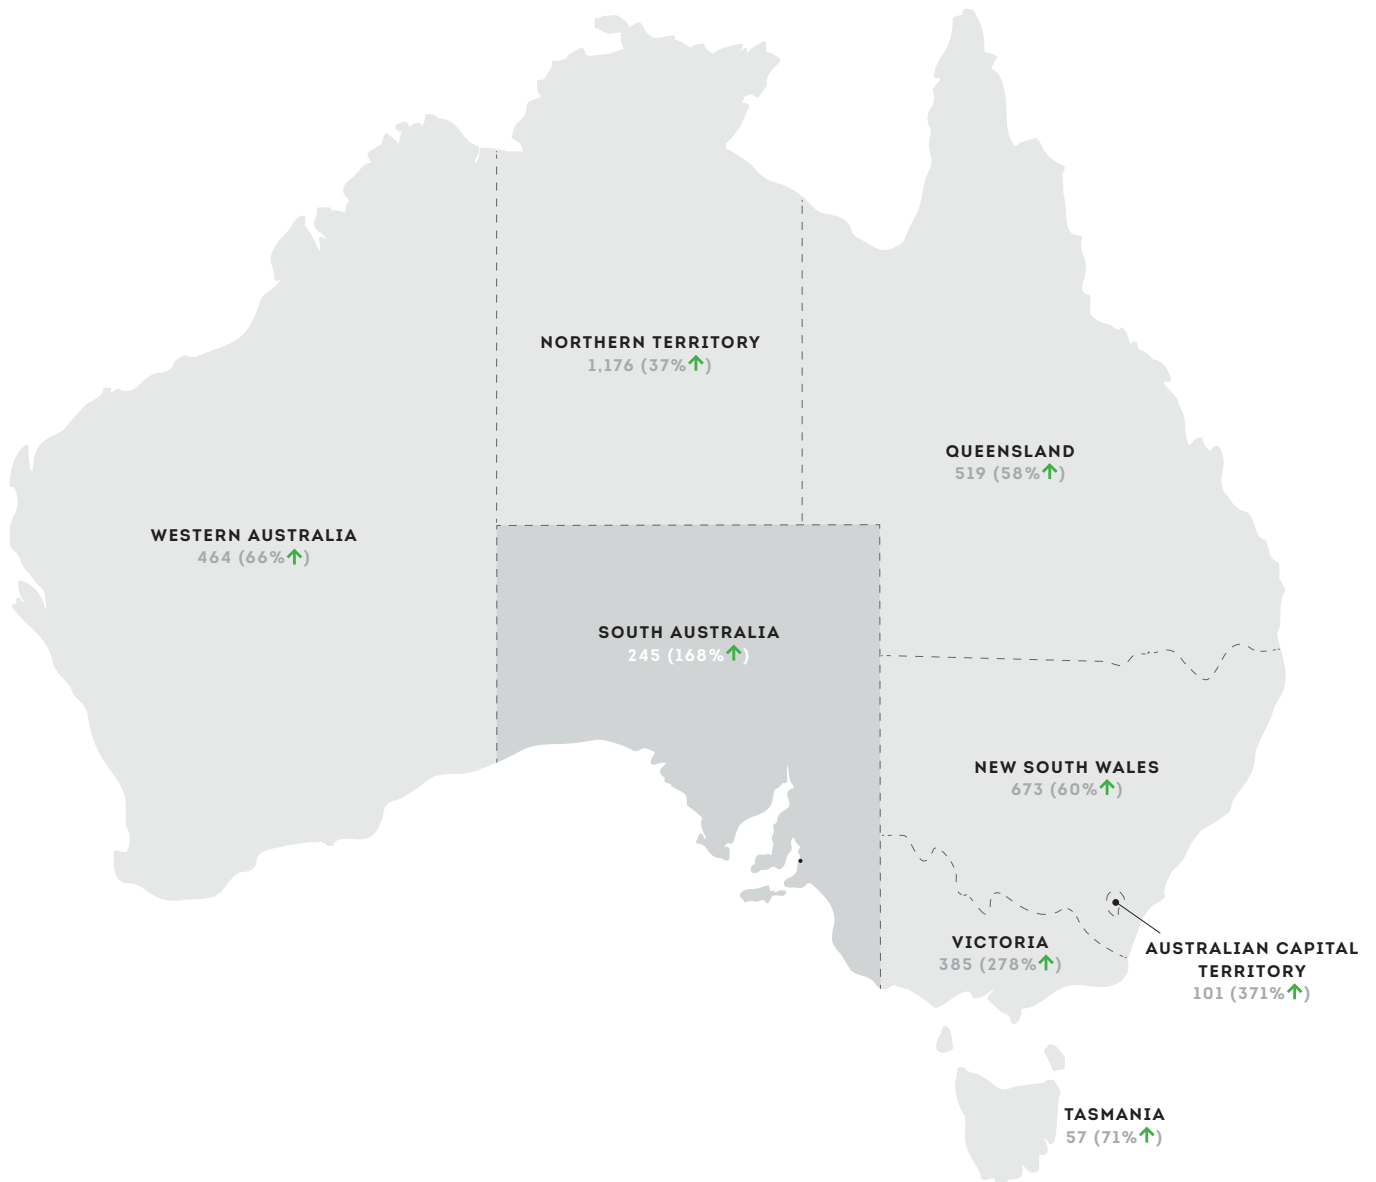 NORTHERN TERRITORY
1,176 (37%↑)
QUEENSLAND
519 (58%↑)
WESTERN AUSTRALIA
464 (66%↑)
SOUTH AUSTRALIA
245 (168%↑)
NEW SOUTH WALES
673 (60%↑)
VICTORIA
385 (278%↑)
AUSTRALIAN CAPITAL
TERRITORY
101 (371%↑)
TASMANIA
57 (71%↑)